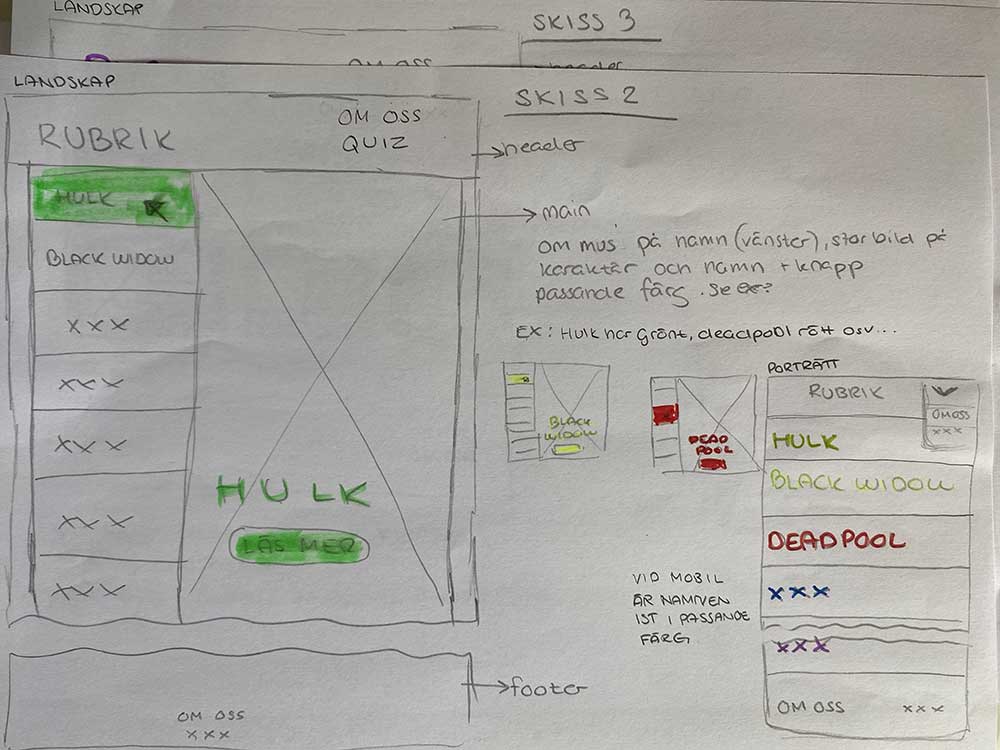 LANDSKAP
SKISS 3
header
LANDSKAP
SKISS 2
RUBRIK
OM OSS
QUIZ
header
HULK
BLACK WIDOW
XXX
XXX
XXX
XXX
XXX
HULK
LÄS MER
main
om mus på namn (vänster), stor bild på
karaktär och namn + knapp
passande färg. Se ex?
EX: Hulk har grönt, deadpool rött osv...
BLACK
WIDOW
DEAD
POOL
PORTRÄTT
RUBRIK
OM OSS
XXX
HULK
BLACK WIDOW
DEADPOOL
XXX
XXX
OM OSS XXX
VID MOBIL
ÄR NAMNEN
IST I PASSANDE
FÄRG
footer
OM OSS
XXX